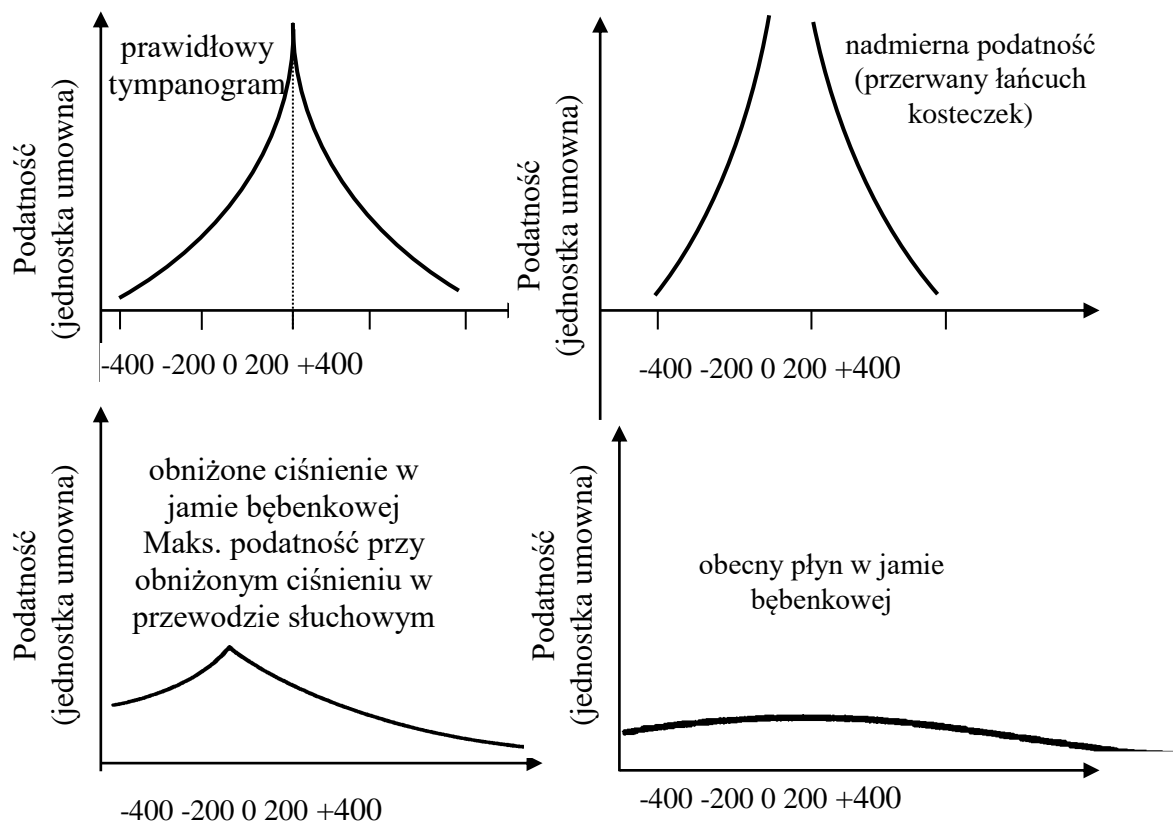 prawidłowy
tympanogram
Podatność
(jednostka umowna)
-400 -200 0 200 +400
nadmierna podatność
(przerwany łańcuch
kosteczek)
Podatność
(jednostka umowna)
-400 -200 0 200 +400
obniżone ciśnienie w
jamie bębenkowej
Maks. podatność przy
obniżonym ciśnieniu w
przewodzie słuchowym
Podatność
(jednostka umowna)
-400 -200 0 200 +400
obecny płyn w jamie
bębenkowej
Podatność
(jednostka umowna)
-400 -200 0 200 +400